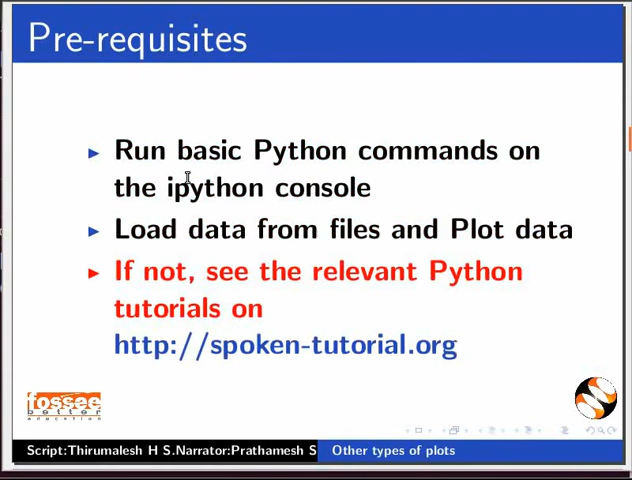 Pre-requisites
Run basic Python commands on
the ipython console
Load data from files and Plot data
If not, see the relevant Python
tutorials on
http://spoken-tutorial.org
fossee
better
education
Script:Thirumalesh H S.Narrator:Prathamesh S
Other types of plots